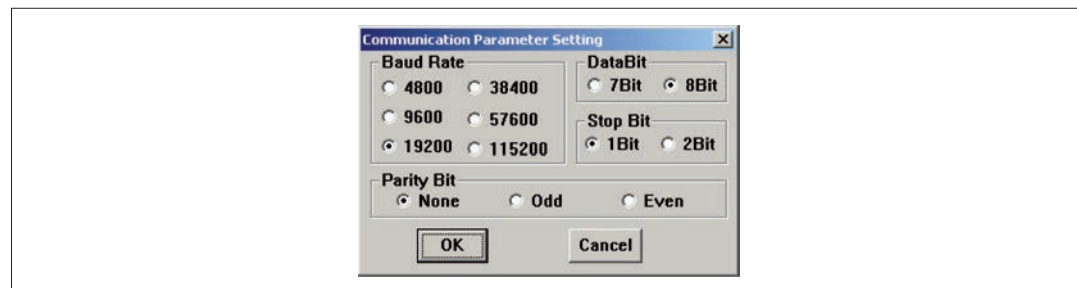 Communication Parameter Setting
Baud Rate
4800 38400
9600 57600
19200 115200
DataBit
7Bit 8Bit
Stop Bit
1Bit 2Bit
Parity Bit
None Odd Even
OK Cancel